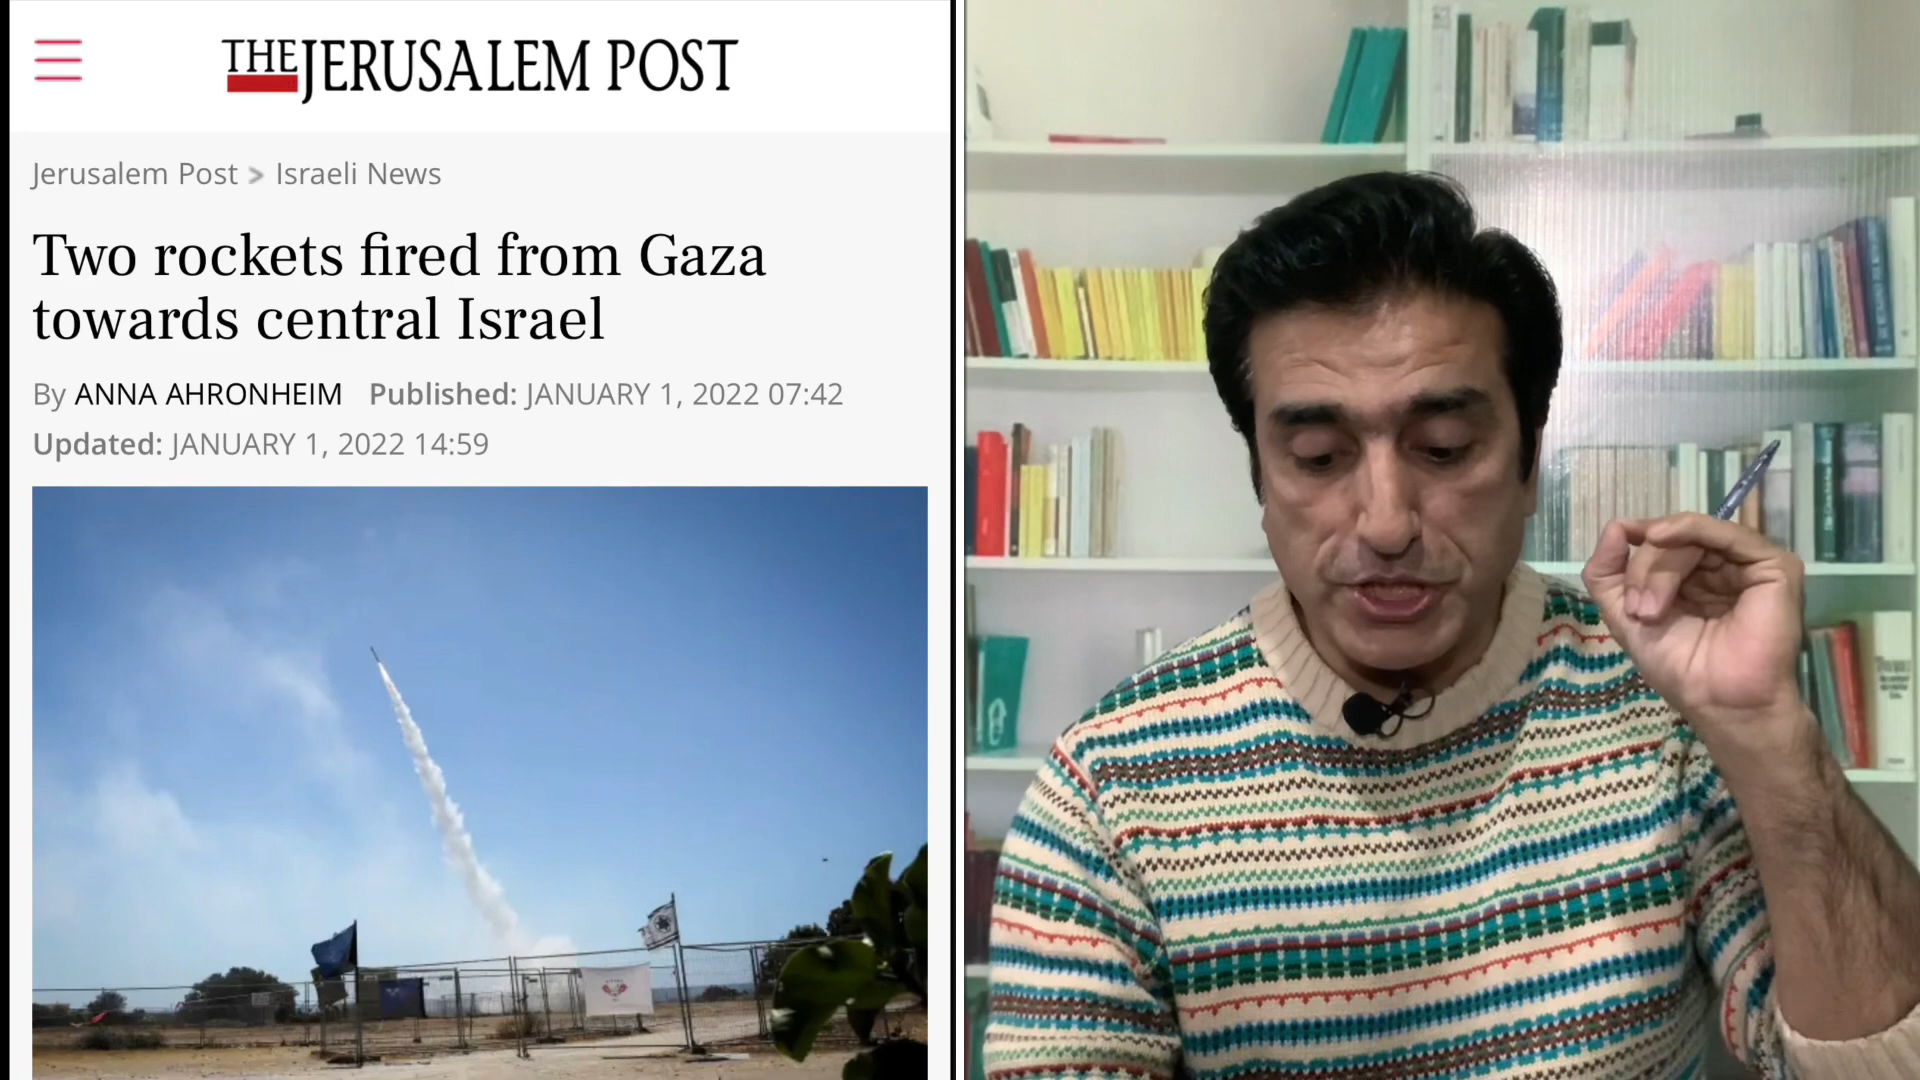 THE JERUSALEM POST
Jerusalem Post > Israeli News
Two rockets fired from Gaza
towards central Israel
By ANNA AHRONHEIM Published: JANUARY 1, 2022 07:42
Updated: JANUARY 1, 2022 14:59